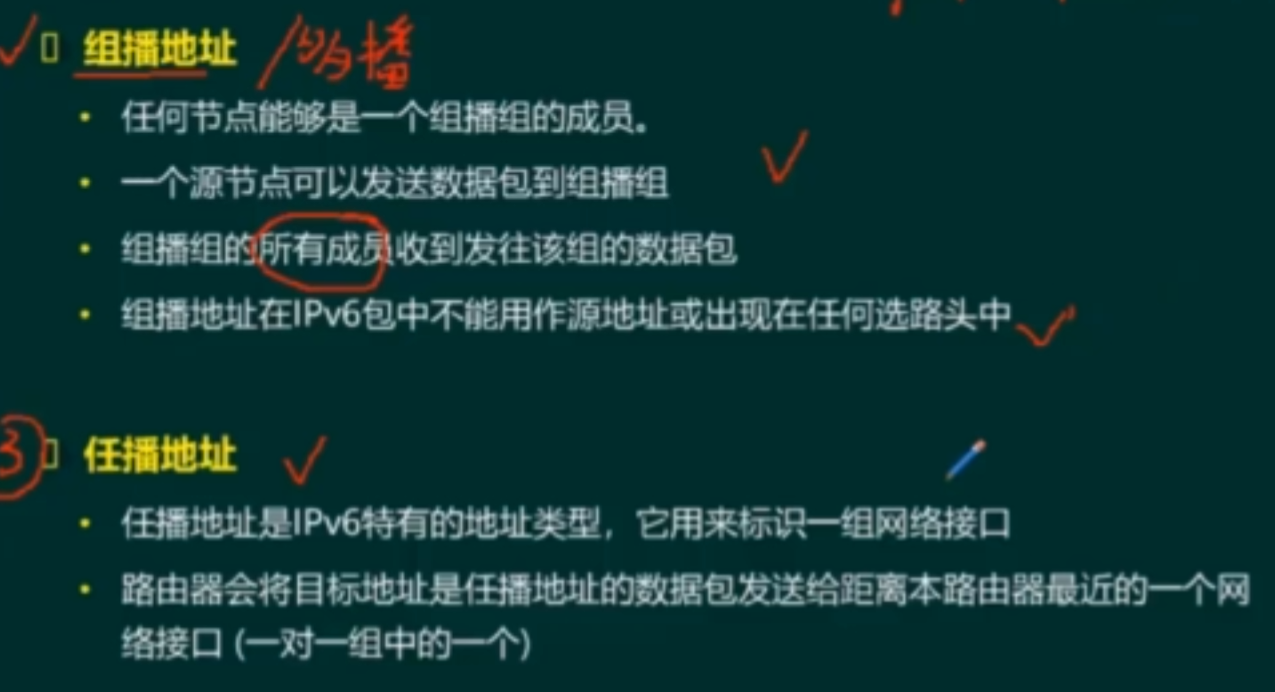 组播地址 /多播
• 任何节点能够是一个组播组的成员。
• 一个源节点可以发送数据包到组播组
• 组播组的所有成员收到发往该组的数据包
• 组播地址在IPv6包中不能用作源地址或出现在任何选路头中
③ 任播地址
• 任播地址是IPv6特有的地址类型，它用来标识一组网络接口
• 路由器会将目标地址是任播地址的数据包发送给距离本路由器最近的一个网
络接口 (一对一组中的一个)